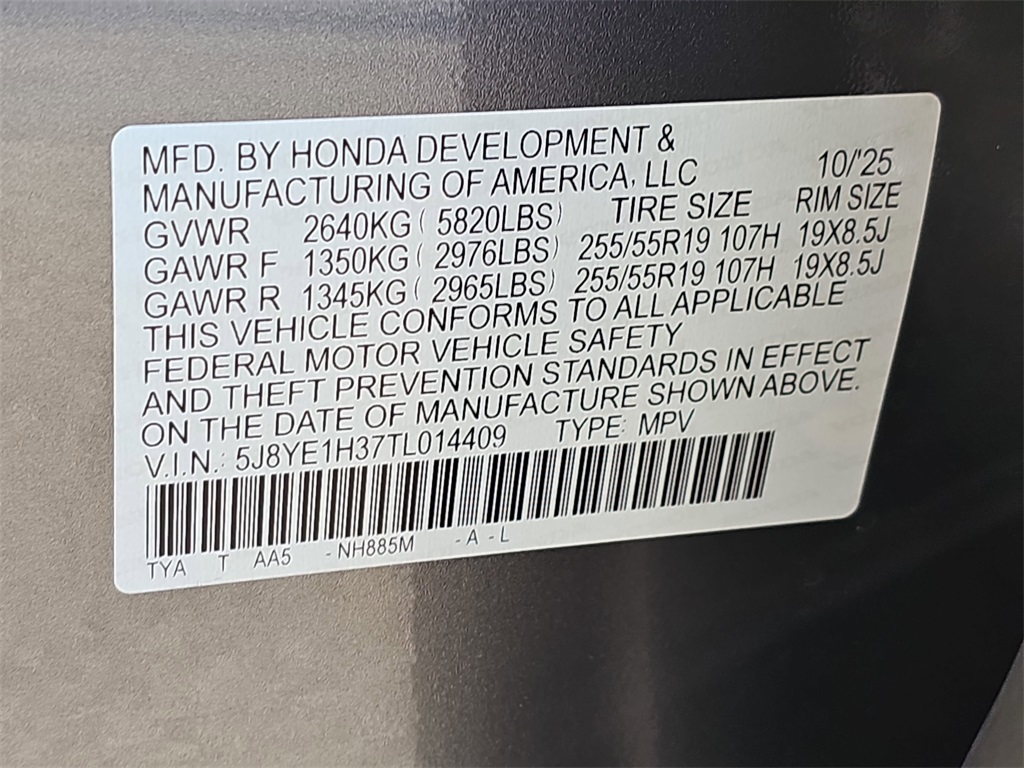 MFD. BY HONDA DEVELOPMENT &
MANUFACTURING OF AMERICA, LLC 10/'25
GVWR 2640KG ( 5820LBS) TIRE SIZE RIM SIZE
GAWR F 1350KG ( 2976LBS) 255/55R19 107H 19X8.5J
GAWR R 1345KG ( 2965LBS) 255/55R19 107H 19X8.5J
THIS VEHICLE CONFORMS TO ALL APPLICABLE
FEDERAL MOTOR VEHICLE SAFETY
AND THEFT PREVENTION STANDARDS IN EFFECT
ON THE DATE OF MANUFACTURE SHOWN ABOVE.
V.I.N.: 5J8YE1H37TL014409 TYPE: MPV
TYA T AA5 - NH885M - A - L